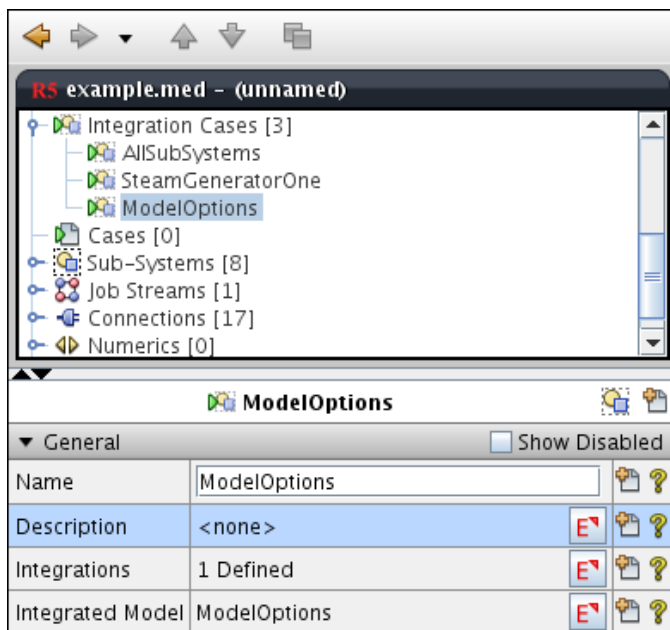 R5 example.med - (unnamed)
Integration Cases [3]
AllSubSystems
SteamGeneratorOne
ModelOptions
Cases [0]
Sub-Systems [8]
Job Streams [1]
Connections [17]
Numerics [0]
ModelOptions
General Show Disabled
Name ModelOptions ?
Description <none> E ?
Integrations 1 Defined E ?
Integrated Model ModelOptions E ?